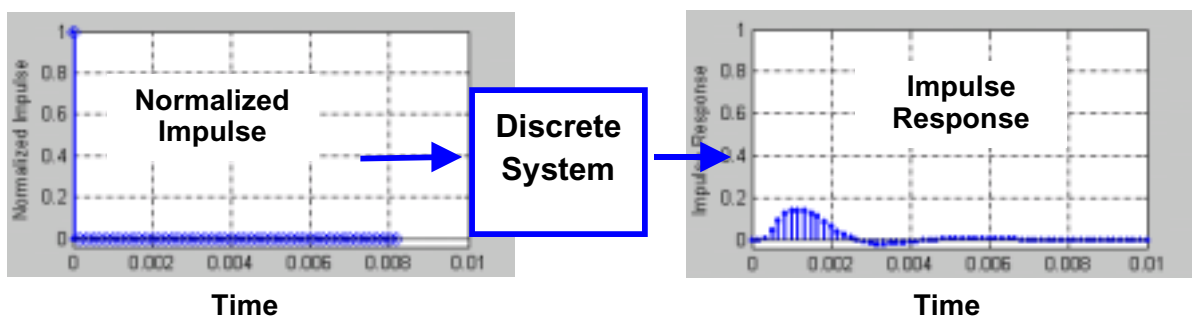 Normalized Impulse
1
0.8
0.6
0.4
0.2
0
0 0.002 0.004 0.006 0.008 0.01
Normalized
Impulse
Time
Discrete
System
Impulse Response
1
0.8
0.6
0.4
0.2
0
0 0.002 0.004 0.006 0.008 0.01
Impulse
Response
Time